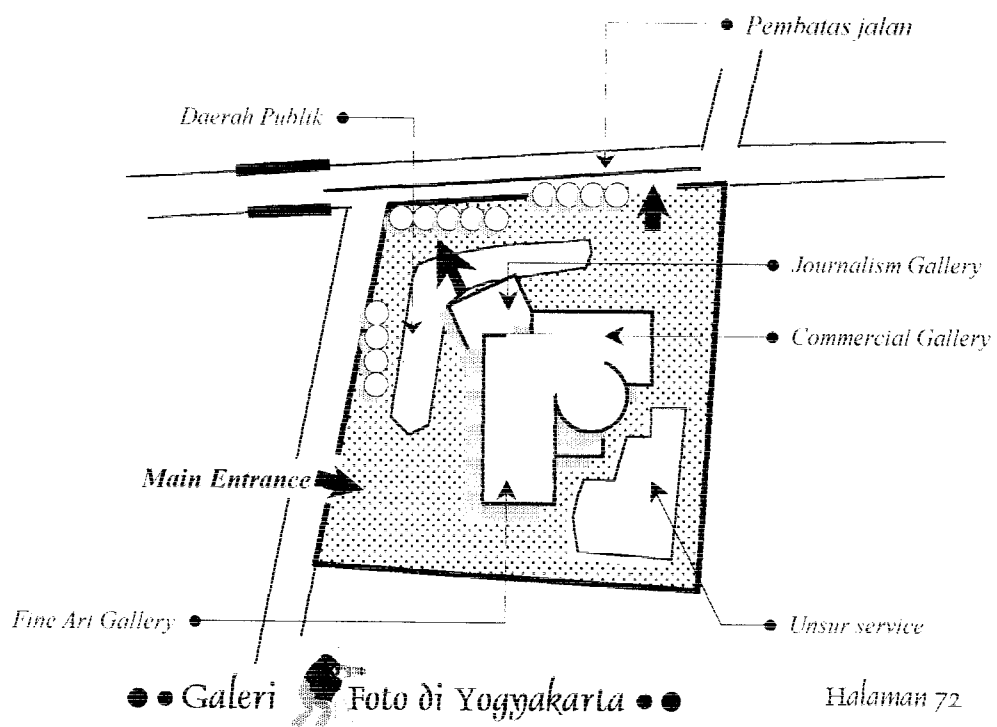 Pembatas jalan
Daerah Publik
Journalism Gallery
Commercial Gallery
Main Entrance
Fine Art Gallery
Unsur service
Galeri Foto di Yogyakarta
Halaman 72